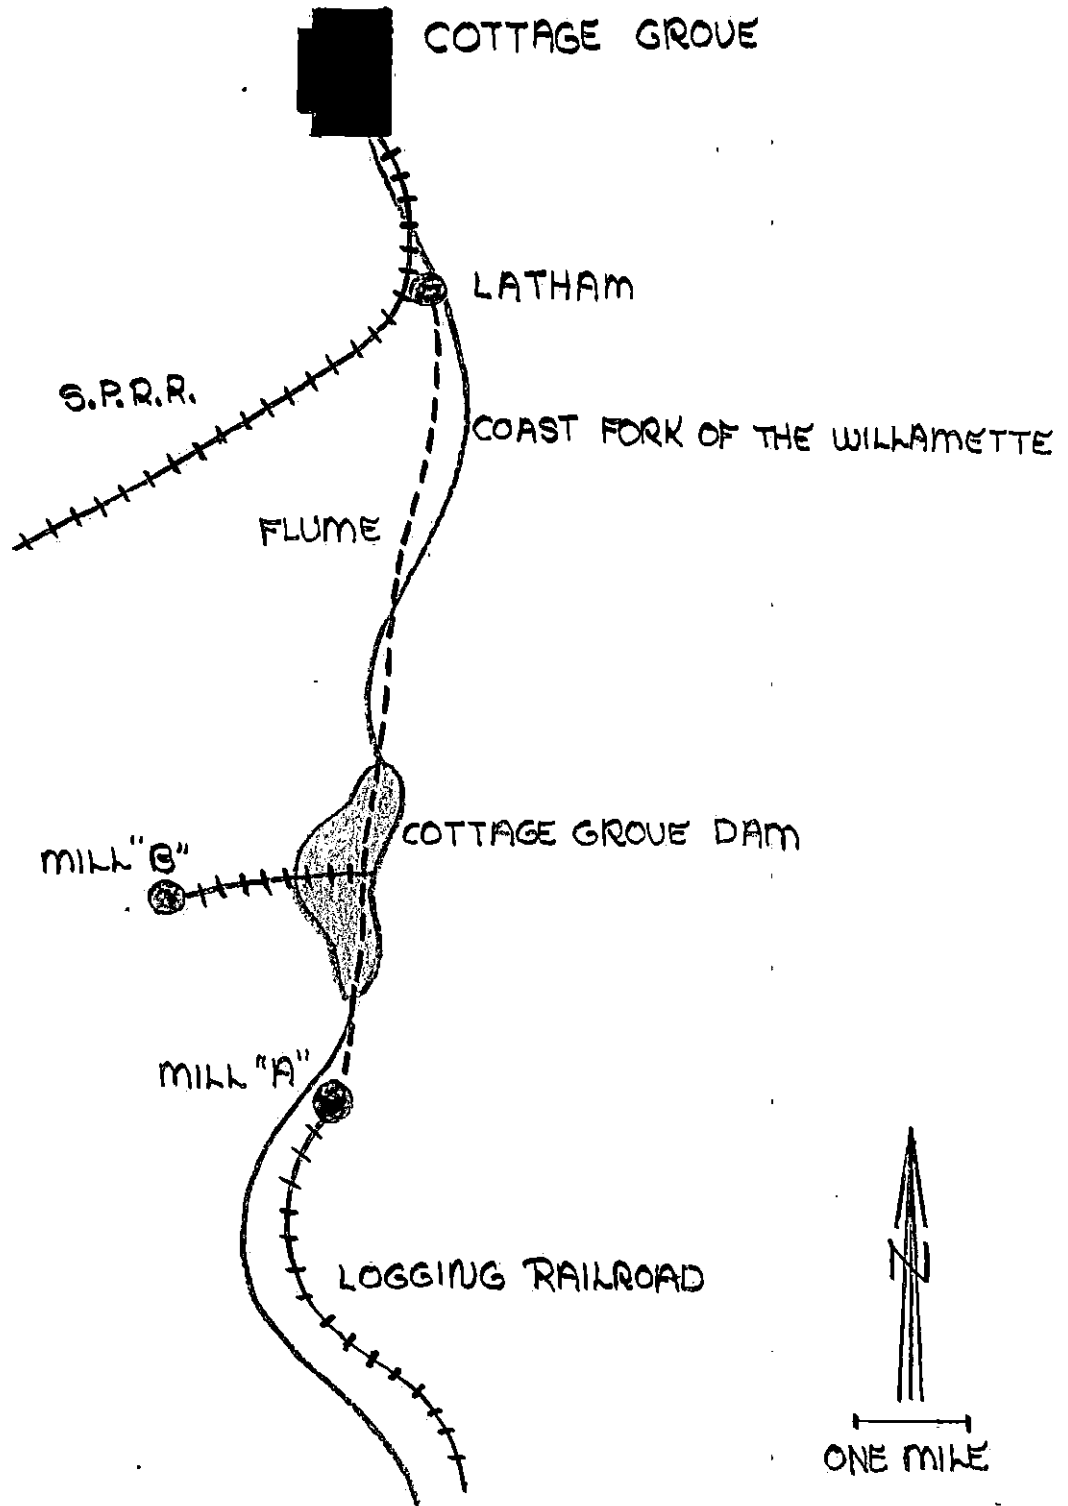 COTTAGE GROVE
LATHAM
S.P.R.R.
COAST FORK OF THE WILLAMETTE
FLUME
COTTAGE GROVE DAM
MILL "B"
MILL "A"
LOGGING RAILROAD
N
ONE MILE